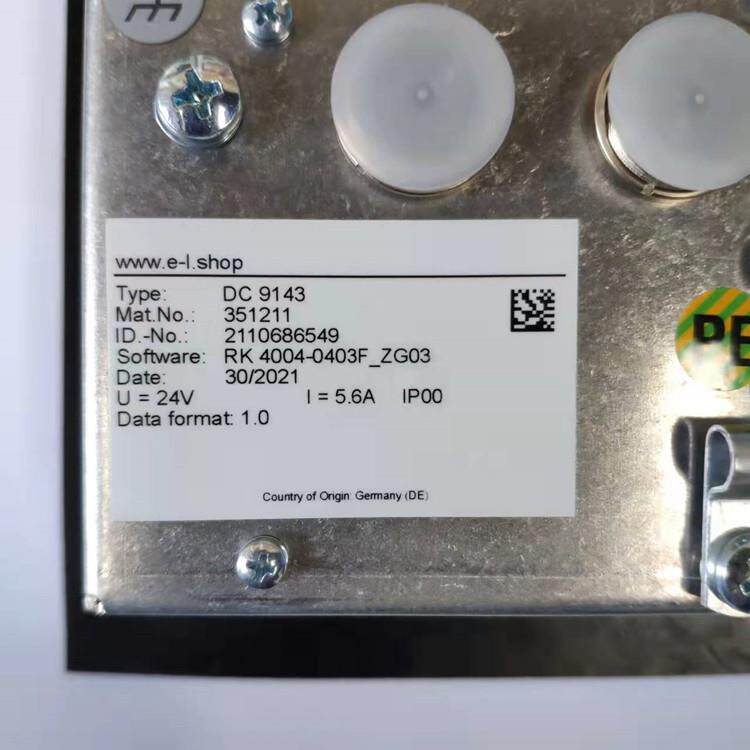 www.e-l.shop
Type: DC 9143
Mat.No.: 351211
ID.-No.: 2110686549
Software: RK 4004-0403F_ZG03
Date: 30/2021
U = 24V I = 5.6A IP00
Data format: 1.0
Country of Origin: Germany (DE)
PE